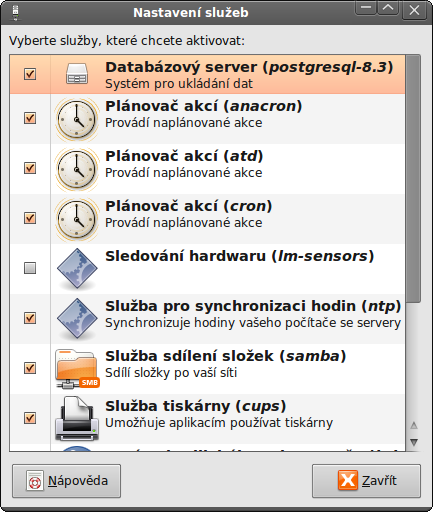 Nastavení služeb
Vyberte služby, které chcete aktivovat:
Databázový server (postgresql-8.3)
Systém pro ukládání dat
Plánovač akcí (anacron)
Provádí naplánované akce
Plánovač akcí (atd)
Provádí naplánované akce
Plánovač akcí (cron)
Provádí naplánované akce
Sledování hardwaru (lm-sensors)
Služba pro synchronizaci hodin (ntp)
Synchronizuje hodiny vašeho počítače se servery
Služba sdílení složek (samba)
Sdílí složky po vaší síti
SMB
Služba tiskárny (cups)
Umožňuje aplikacím používat tiskárny
Nápověda
Zavřít